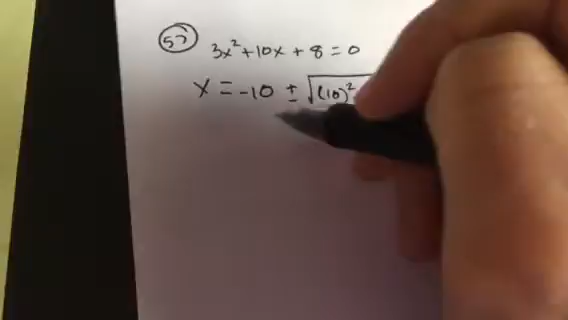 57 3x²+10x+8=0
x = -10 ± √(10)²